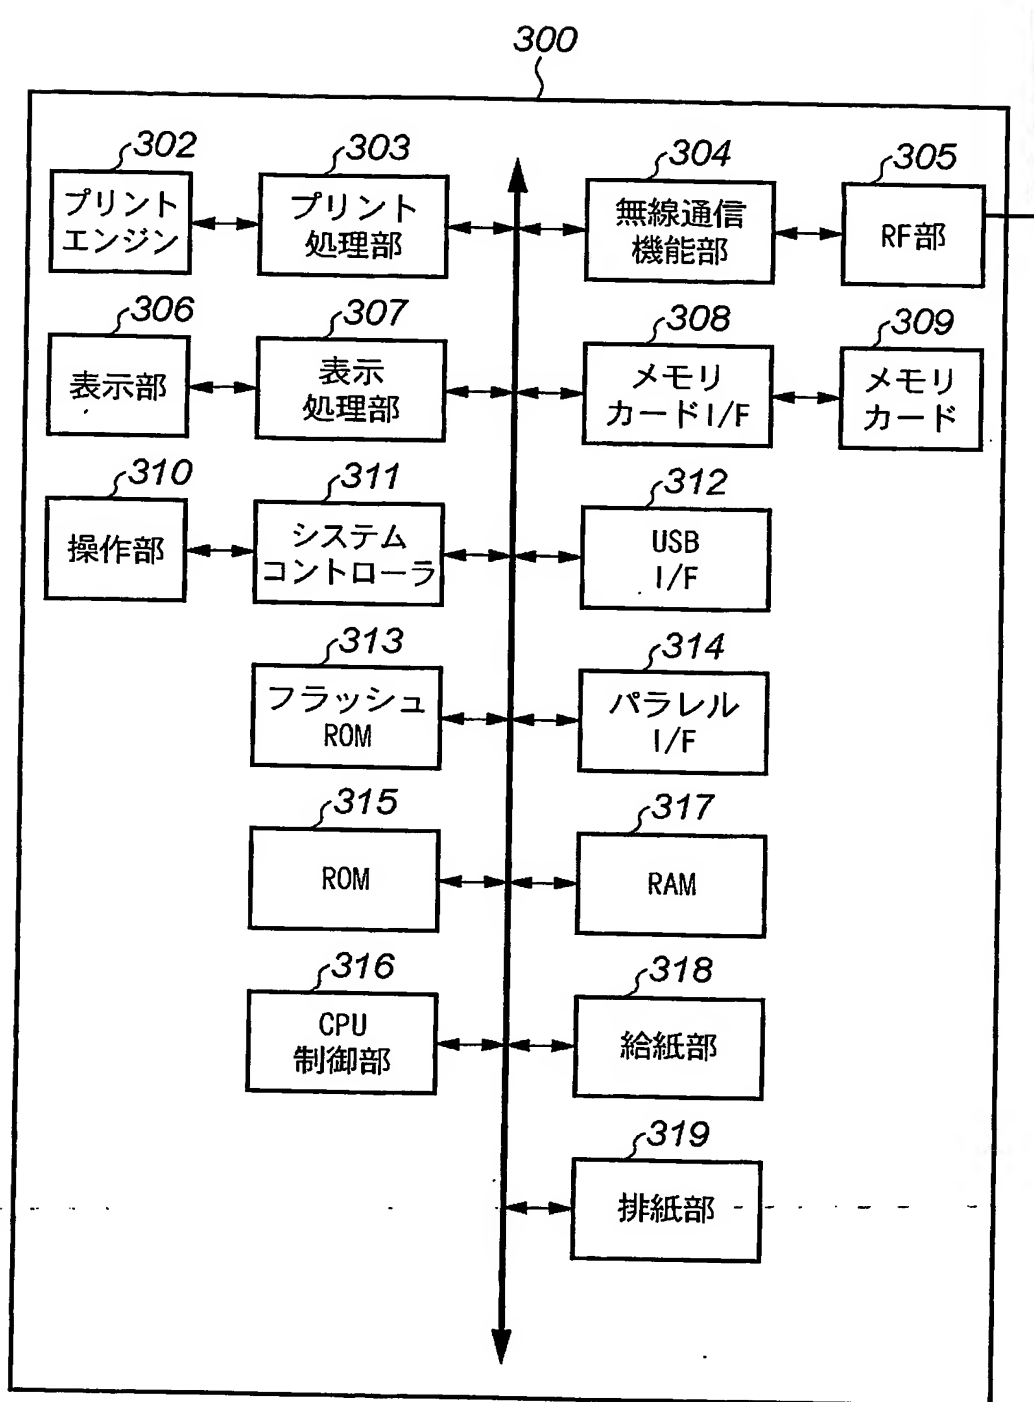 300
302
プリント
エンジン
303
プリント
処理部
304
無線通信
機能部
305
RF部
306
表示部
307
表示
処理部
308
メモリ
カードI/F
309
メモリ
カード
310
操作部
311
システム
コントローラ
312
USB
I/F
313
フラッシュ
ROM
314
パラレル
I/F
315
ROM
317
RAM
316
CPU
制御部
318
給紙部
319
排紙部